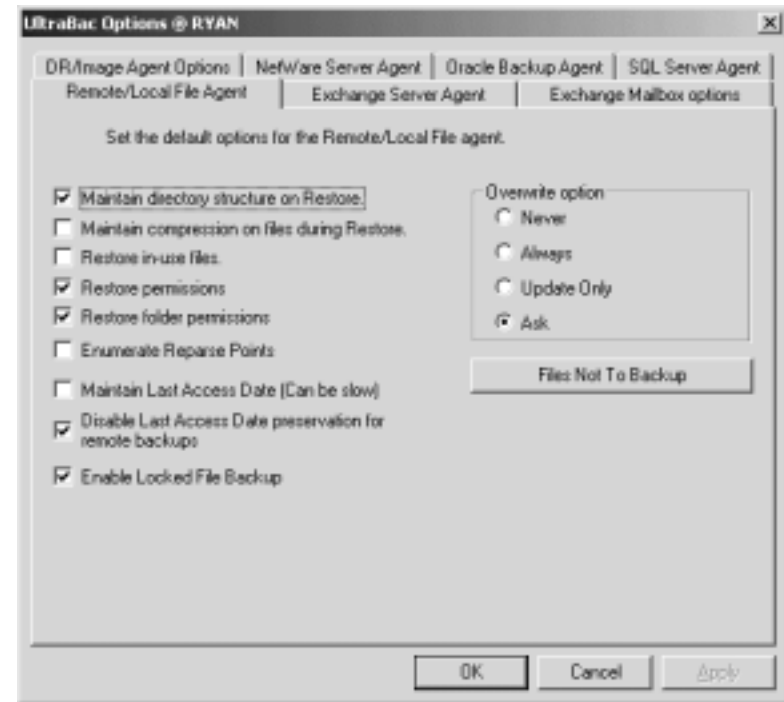 UltraBac Options @ RYAN
DR/Image Agent Options
NetWare Server Agent
Oracle Backup Agent
SQL Server Agent
Remote/Local File Agent
Exchange Server Agent
Exchange Mailbox options
Set the default options for the Remote/Local File agent.
Maintain directory structure on Restore.
Maintain compression on files during Restore.
Restore in-use files.
Restore permissions
Restore folder permissions
Enumerate Reparse Points
Maintain Last Access Date (Can be slow)
Disable Last Access Date preservation for
remote backups
Enable Locked File Backup
Overwrite option
Never
Always
Update Only
Ask
Files Not To Backup
OK
Cancel
Apply